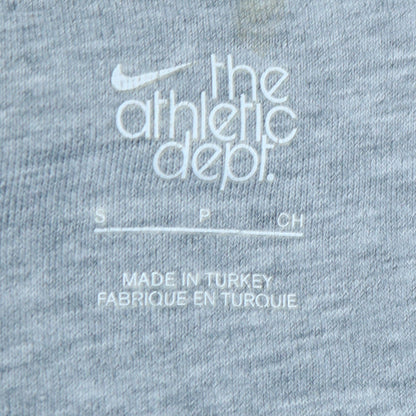 the
athletic
dept.
S P CH
MADE IN TURKEY
FABRIQUE EN TURQUIE